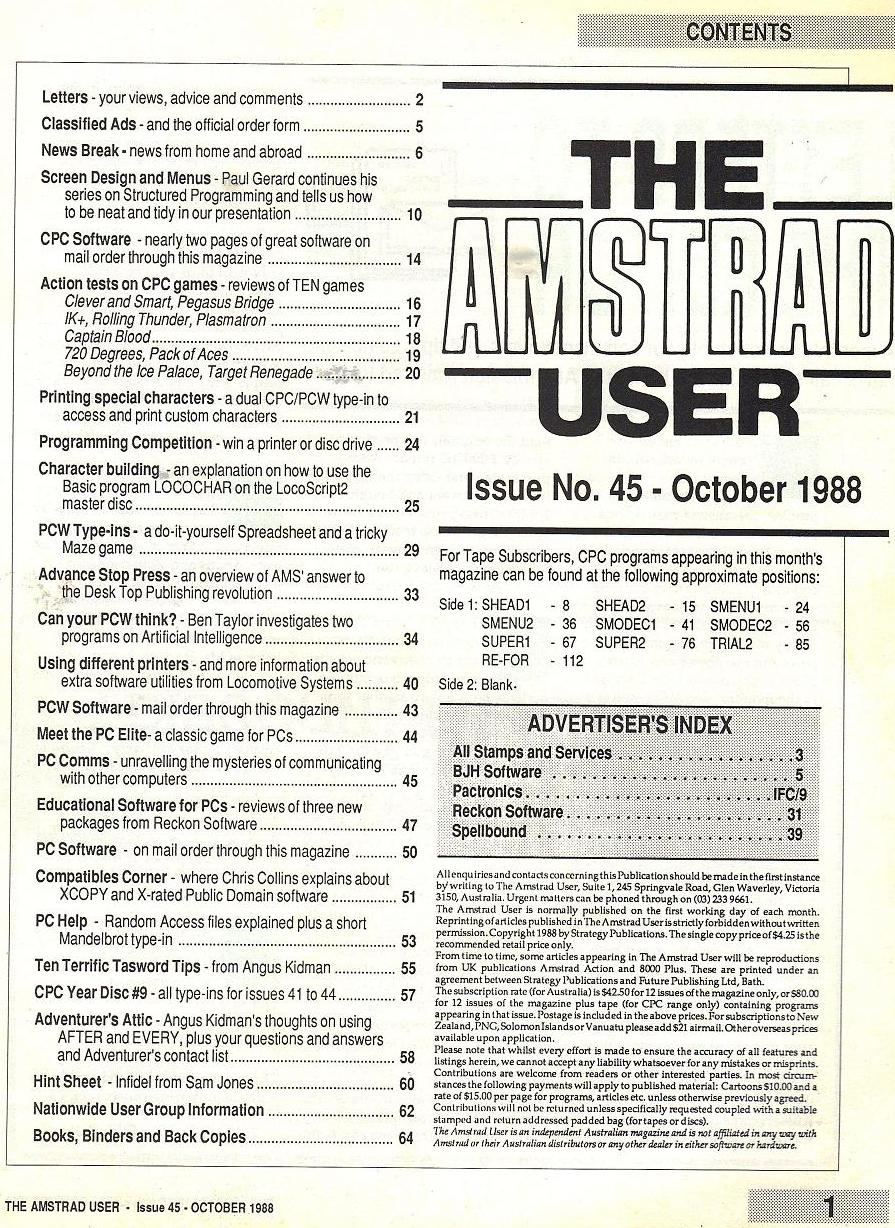 CONTENTS
Letters - your views, advice and comments ........................... 2
Classified Ads - and the official order form ............................ 5
News Break - news from home and abroad ........................... 6
Screen Design and Menus - Paul Gerard continues his
series on Structured Programming and tells us how
to be neat and tidy in our presentation ........................... 10
CPC Software - nearly two pages of great software on
mail order through this magazine .................................. 14
Action tests on CPC games - reviews of TEN games
Clever and Smart, Pegasus Bridge ............................... 16
IK+, Rolling Thunder, Plasmatron ................................. 17
Captain Blood............................................................... 18
720 Degrees, Pack of Aces .......................................... 19
Beyond the Ice Palace, Target Renegade ..................... 20
Printing special characters - a dual CPC/PCW type-in to
access and print custom characters .............................. 21
Programming Competition - win a printer or disc drive ...... 24
Character building - an explanation on how to use the
Basic program LOCOCHAR on the LocoScript2
master disc .................................................................... 25
PCW Type-ins - a do-it-yourself Spreadsheet and a tricky
Maze game .................................................................... 29
Advance Stop Press - an overview of AMS' answer to
the Desk Top Publishing revolution ............................... 33
Can your PCW think? - Ben Taylor investigates two
programs on Artificial Intelligence .................................. 34
Using different printers - and more information about
extra software utilities from Locomotive Systems ........... 40
PCW Software - mail order through this magazine .............. 43
Meet the PC Elite- a classic game for PCs .......................... 44
PC Comms - unravelling the mysteries of communicating
with other computers ..................................................... 45
Educational Software for PCs - reviews of three new
packages from Reckon Software ................................... 47
PC Software - on mail order through this magazine ........... 50
Compatibles Corner - where Chris Collins explains about
XCOPY and X-rated Public Domain software ................ 51
PC Help - Random Access files explained plus a short
Mandelbrot type-in ........................................................ 53
Ten Terrific Tasword Tips - from Angus Kidman ............... 55
CPC Year Disc #9 - all type-ins for issues 41 to 44 .............. 57
Adventurer's Attic - Angus Kidman's thoughts on using
AFTER and EVERY, plus your questions and answers
and Adventurer's contact list .......................................... 58
Hint Sheet - Infidel from Sam Jones .................................. 60
Nationwide User Group Information ................................ 62
Books, Binders and Back Copies ..................................... 64
THE
AMSTRAD
USER
Issue No. 45 - October 1988
For Tape Subscribers, CPC programs appearing in this month's
magazine can be found at the following approximate positions:
Side 1: SHEAD1 - 8 SHEAD2 - 15 SMENU1 - 24
SMENU2 - 36 SMODEC1 - 41 SMODEC2 - 56
SUPER1 - 67 SUPER2 - 76 TRIAL2 - 85
RE-FOR - 112
Side 2: Blank.
ADVERTISER'S INDEX
All Stamps and Services . . . . . . . . . . . . . . . . . . 3
BJH Software . . . . . . . . . . . . . . . . . . . . . . . . 5
Pactronics . . . . . . . . . . . . . . . . . . . . . . . . . IFC/9
Reckon Software . . . . . . . . . . . . . . . . . . . . . . 31
Spellbound . . . . . . . . . . . . . . . . . . . . . . . . . 39
All enquiries and contacts concerning this Publication should be made in the first instance
by writing to The Amstrad User, Suite 1, 245 Springvale Road, Glen Waverley, Victoria
3150, Australia. Urgent matters can be phoned through on (03) 233 9661.
The Amstrad User is normally published on the first working day of each month.
Reprinting of articles published in The Amstrad User is strictly forbidden without written
permission. Copyright 1988 by Strategy Publications. The single copy price of $4.25 is the
recommended retail price only.
From time to time, some articles appearing in The Amstrad User will be reproductions
from UK publications Amstrad Action and 8000 Plus. These are printed under an
agreement between Strategy Publications and Future Publishing Ltd, Bath.
The subscription rate (for Australia) is $42.50 for 12 issues of the magazine only, or $80.00
for 12 issues of the magazine plus tape (for CPC range only) containing programs
appearing in that issue. Postage is included in the above prices. For subscriptions to New
Zealand, PNG, Solomon Islands or Vanuatu please add $21 airmail. Other overseas prices
available upon application.
Please note that whilst every effort is made to ensure the accuracy of all features and
listings herein, we cannot accept any liability whatsoever for any mistakes or misprints.
Contributions are welcome from readers or other interested parties. In most circum-
stances the following payments will apply to published material: Cartoons $10.00 and a
rate of $15.00 per page for programs, articles etc. unless otherwise previously agreed.
Contributions will not be returned unless specifically requested coupled with a suitable
stamped and return addressed padded bag (for tapes or discs).
The Amstrad User is an independent Australian magazine and is not affiliated in any way with
Amstrad or their Australian distributors or any other dealer in either software or hardware.
THE AMSTRAD USER - Issue 45 - OCTOBER 1988
1